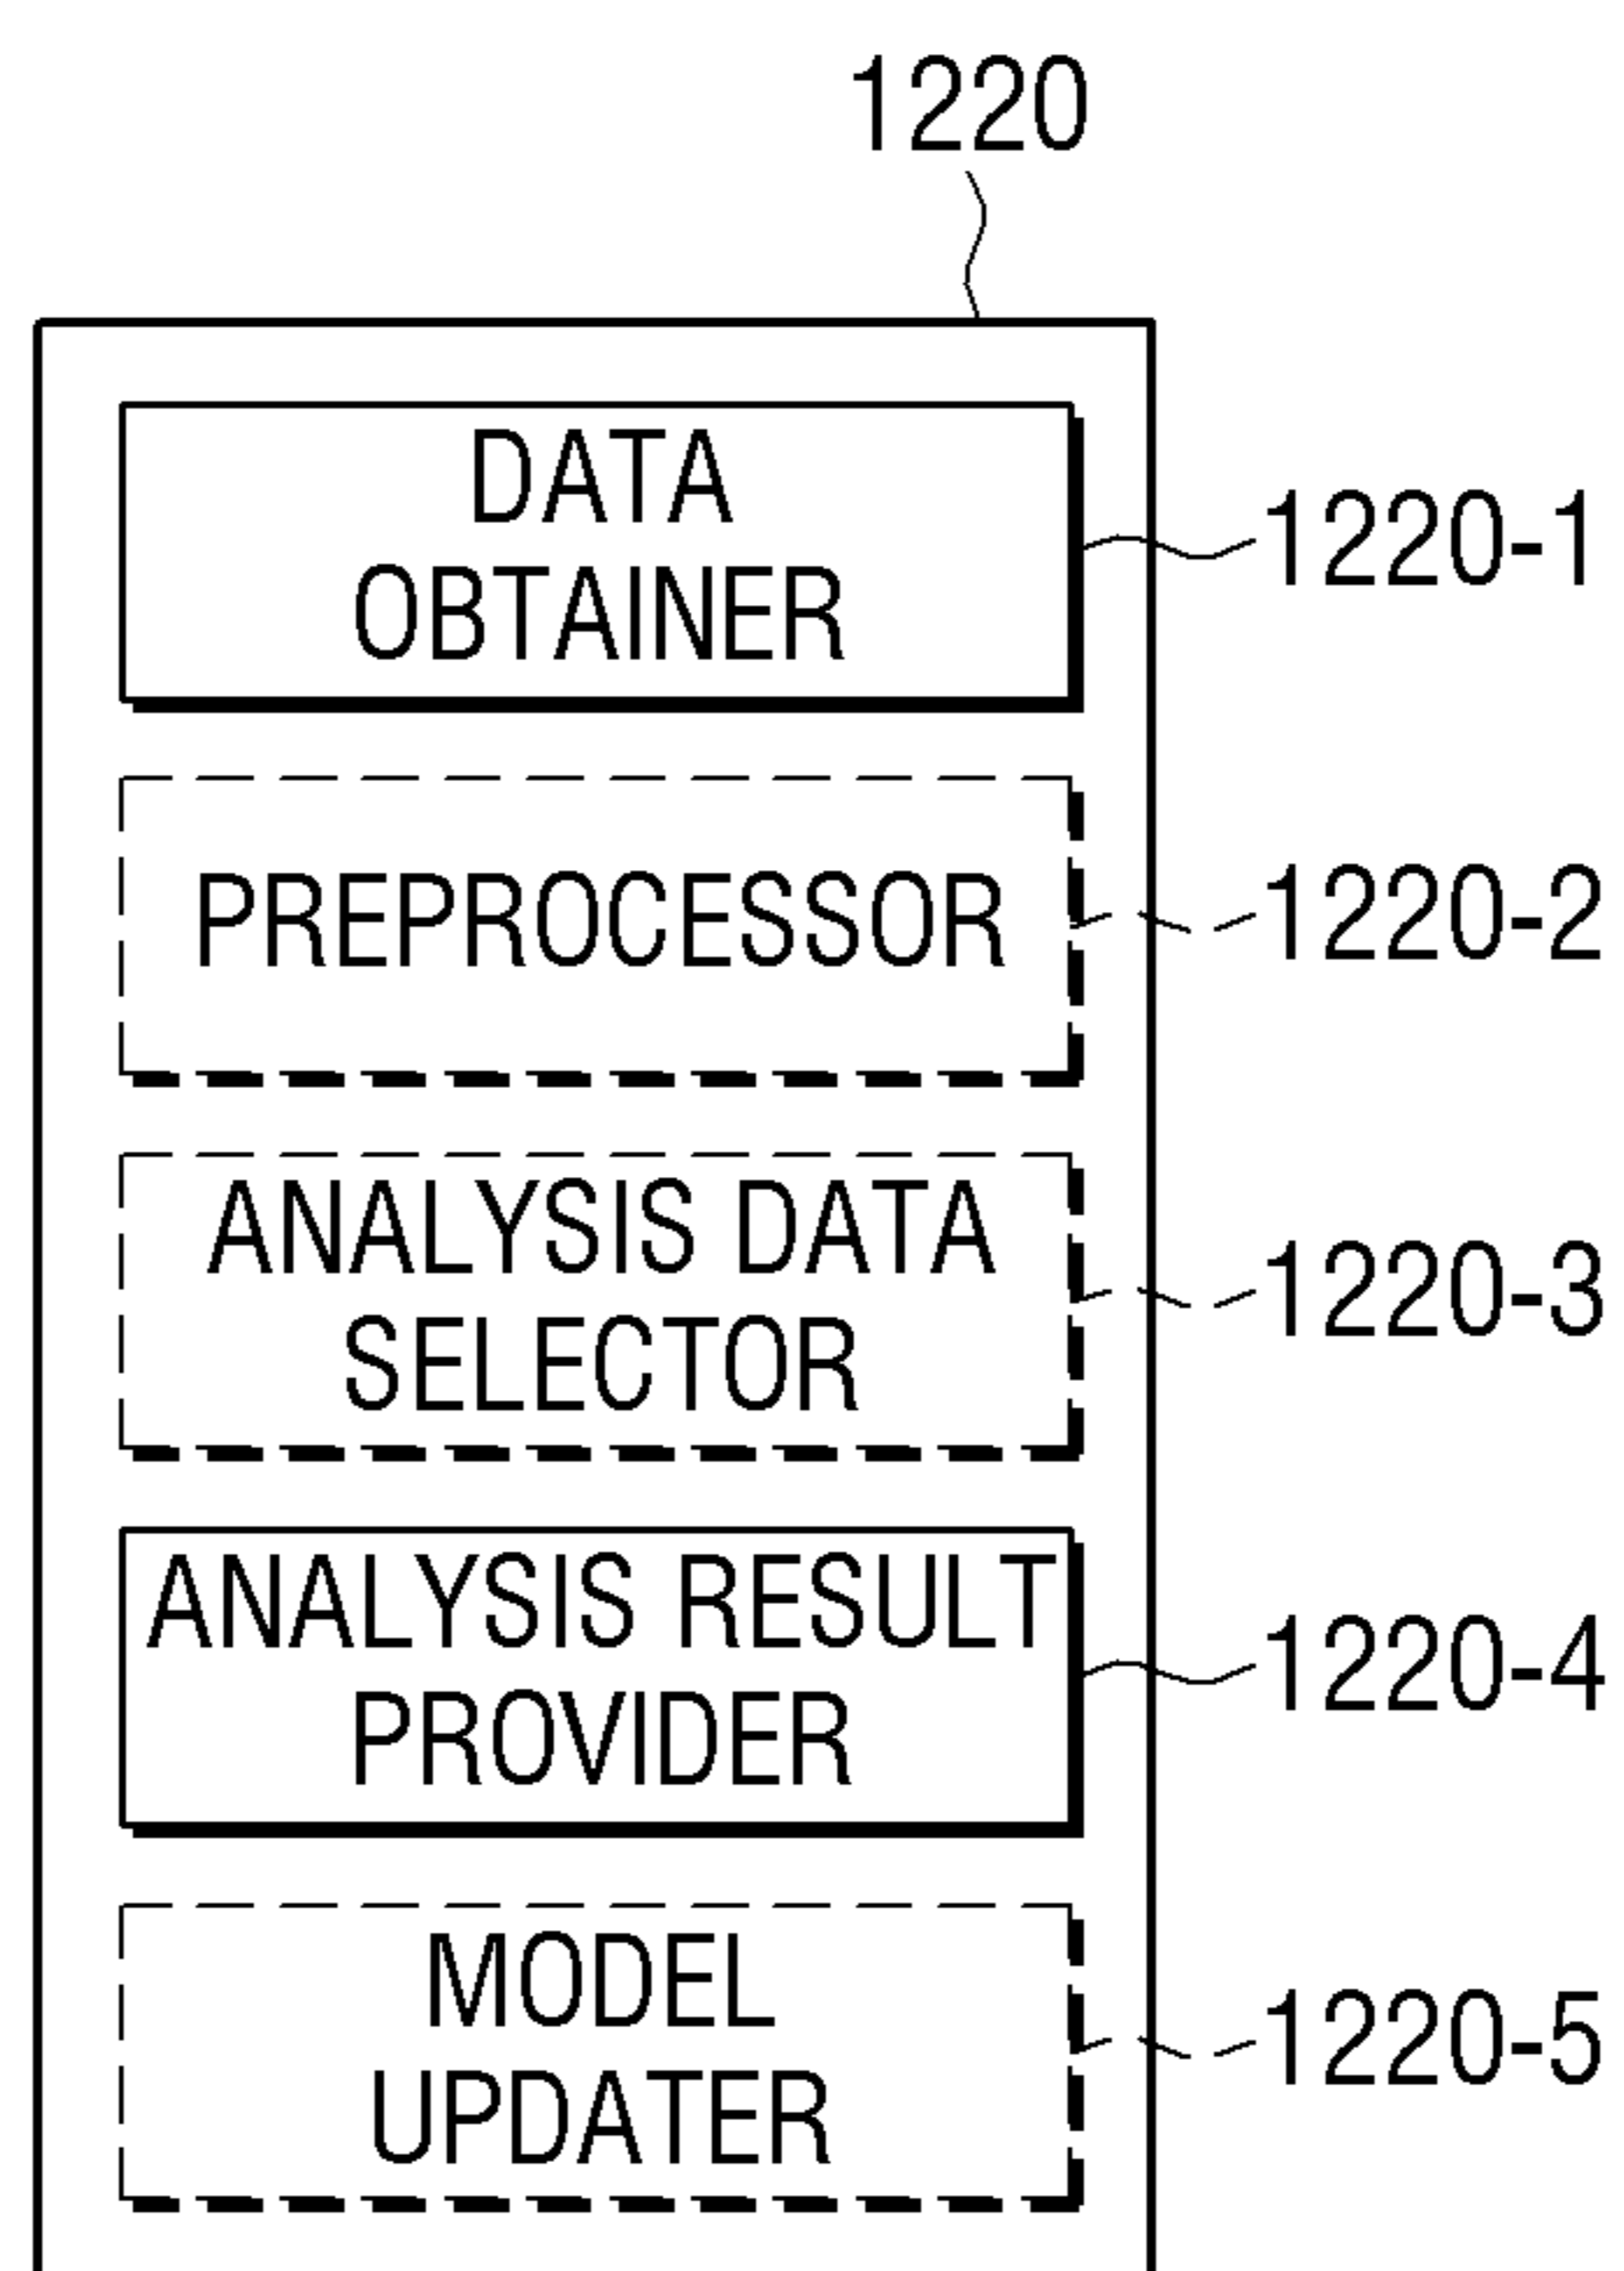 1220
DATA
OBTAINER
1220-1
PREPROCESSOR
1220-2
ANALYSIS DATA
SELECTOR
1220-3
ANALYSIS RESULT
PROVIDER
1220-4
MODEL
UPDATER
1220-5